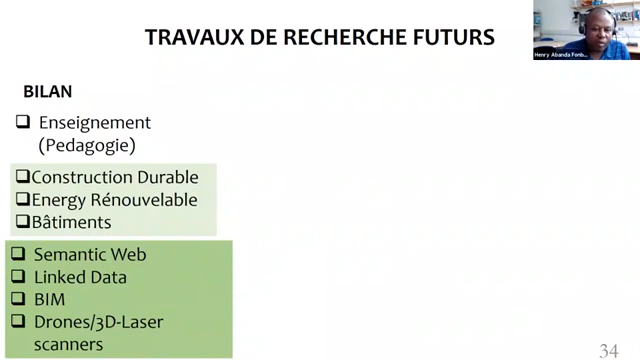 TRAVAUX DE RECHERCHE FUTURS
BILAN
Enseignement
(Pedagogie)
Construction Durable
Energy Rénouvelable
Bâtiments
Semantic Web
Linked Data
BIM
Drones/3D-Laser
scanners
Henry Abanda
34